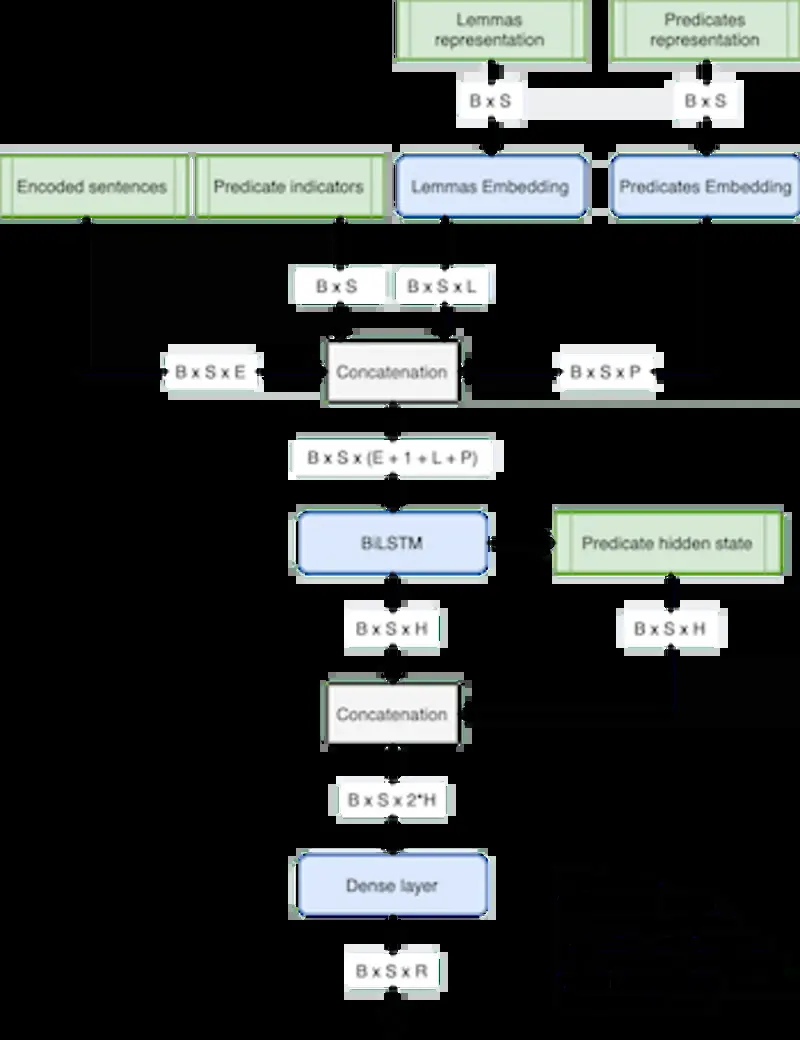 Lemmas
representation
Predicates
representation
B x S
B x S
Encoded sentences
Predicate indicators
Lemmas Embedding
Predicates Embedding
B x S
B x S x L
B x S x E
Concatenation
B x S x P
B x S x (E + 1 + L + P)
BiLSTM
Predicate hidden state
B x S x H
B x S x H
Concatenation
B x S x 2*H
Dense layer
B x S x R